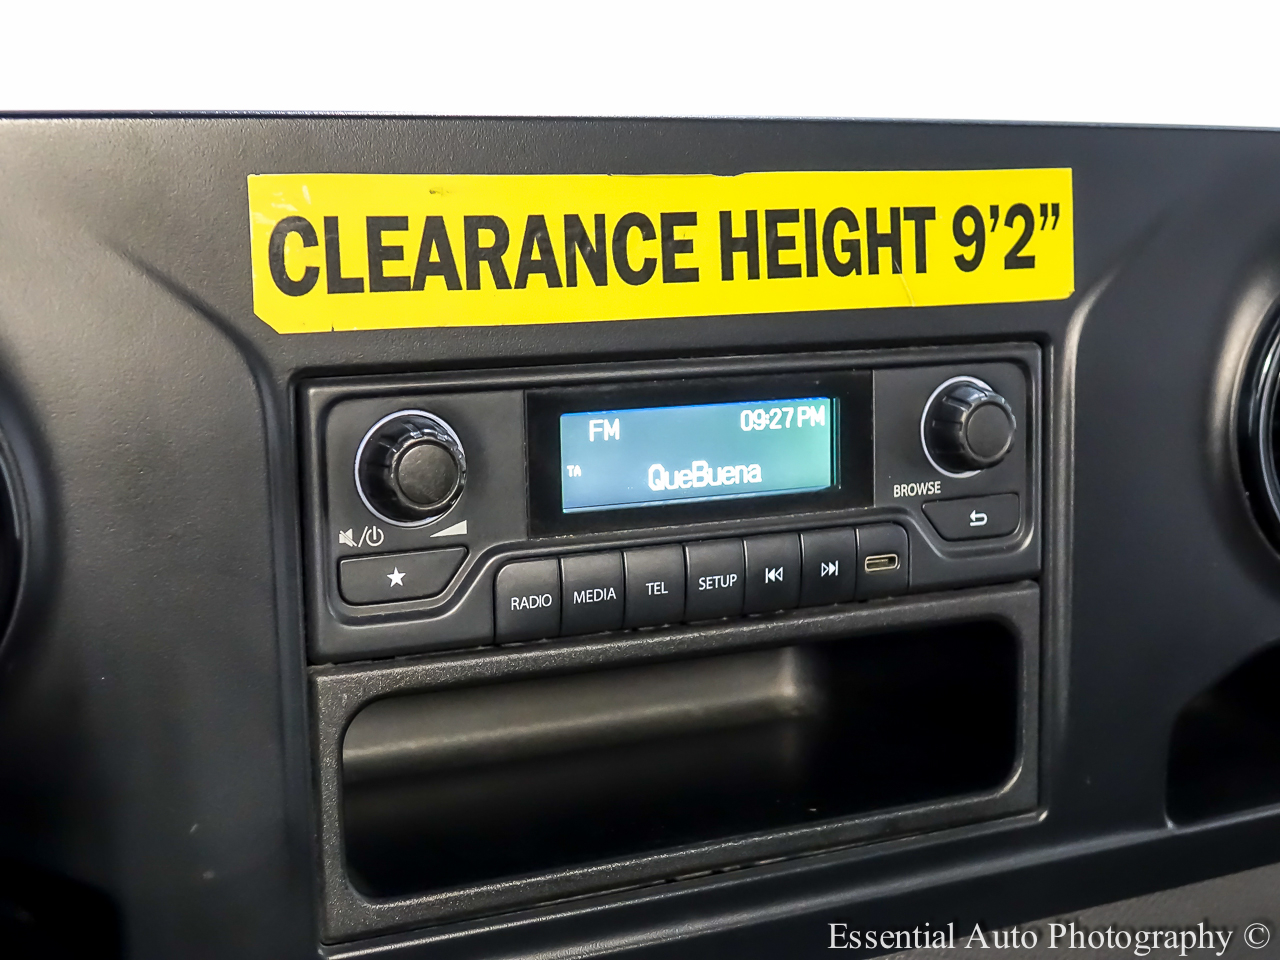 CLEARANCE HEIGHT 9'2"
FM 09:27 PM
TA QueBuena
BROWSE
RADIO MEDIA TEL SETUP
Essential Auto Photography ©